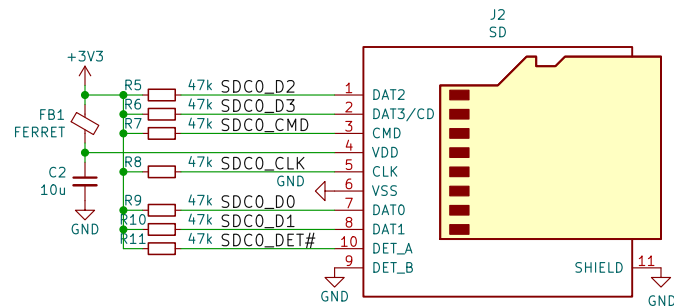 J2
SD
+3V3
R5 47k SDC0_D2 1 DAT2
R6 47k SDC0_D3 2 DAT3/CD
R7 47k SDC0_CMD 3 CMD
FB1
FERRET
4 VDD
R8 47k SDC0_CLK 5 CLK
C2
10u
GND
GND 6 VSS
R9 47k SDC0_D0 7 DAT0
R10 47k SDC0_D1 8 DAT1
R11 47k SDC0_DET# 10 DET_A
9 DET_B
GND
SHIELD 11
GND